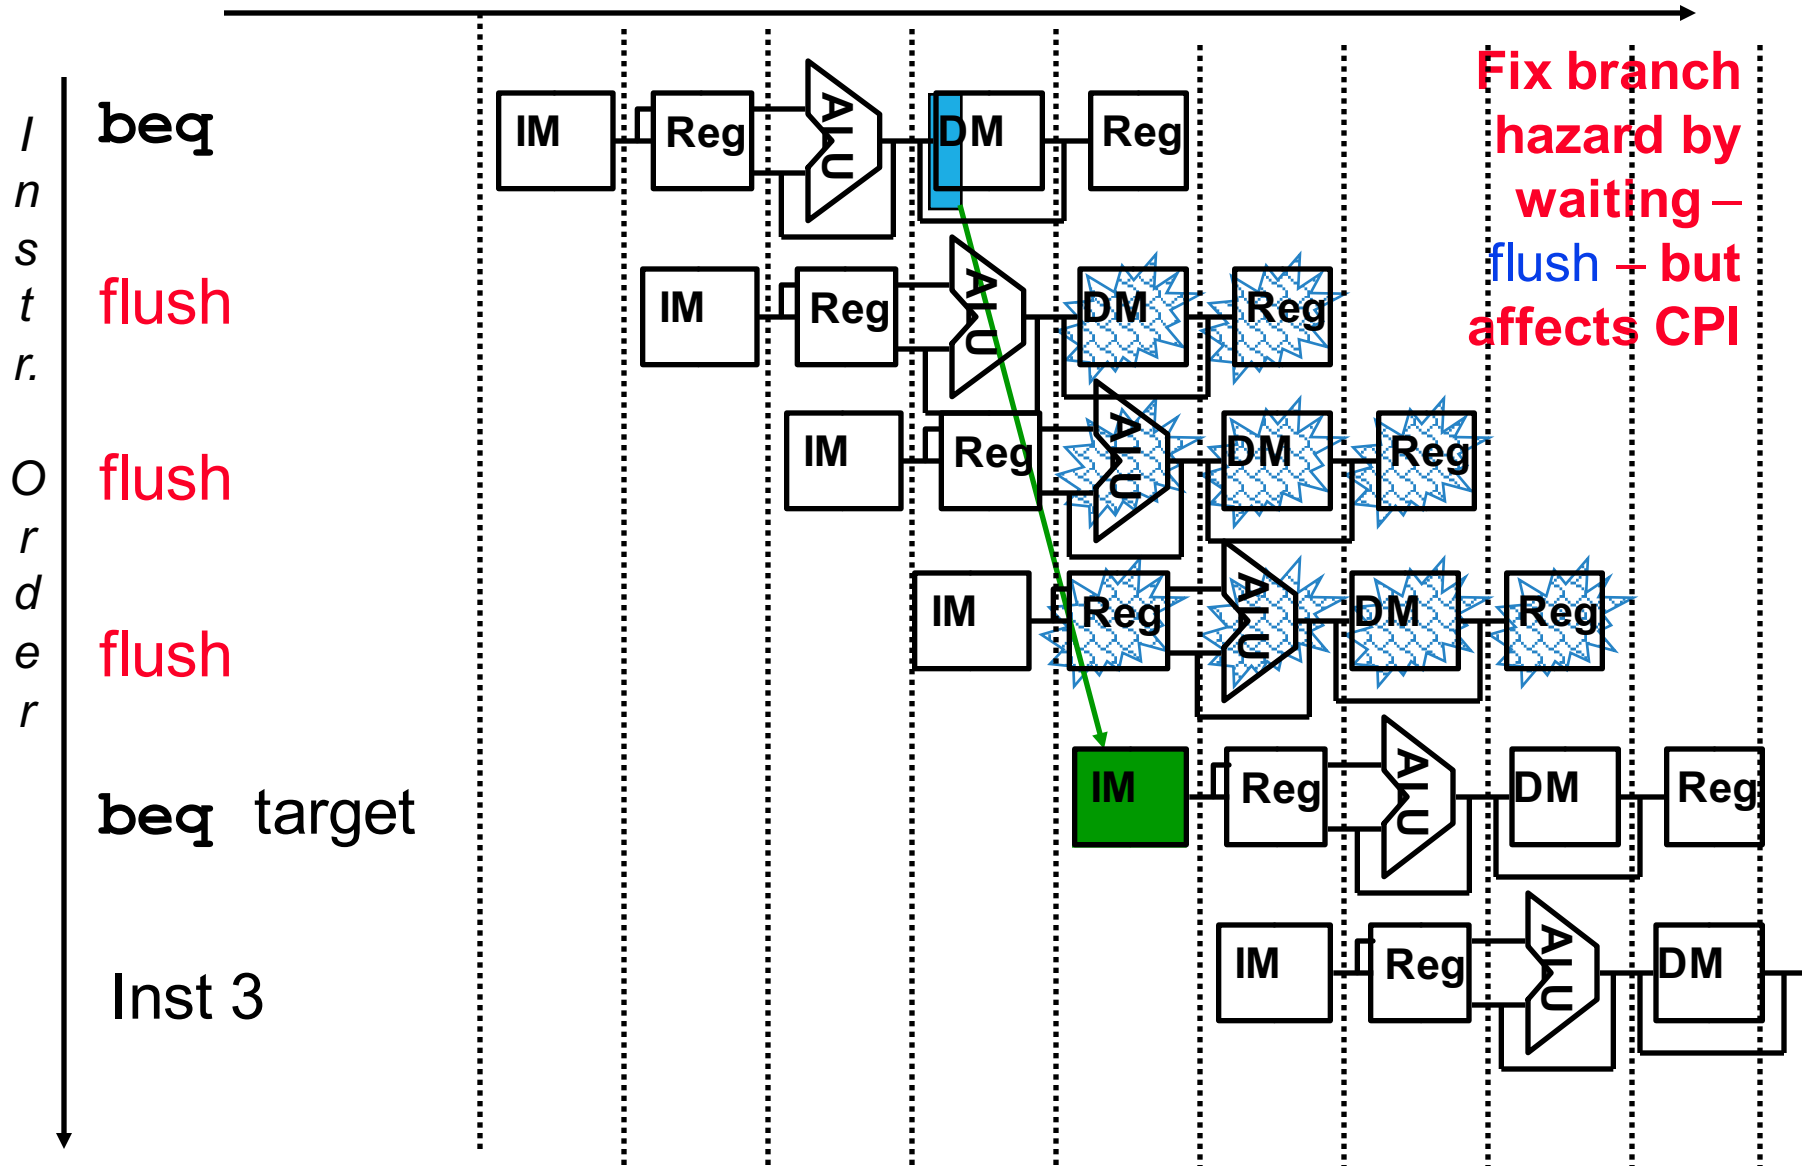 Instr. Order
Fix branch
hazard by
waiting –
flush – but
affects CPI
beq IM Reg ALU DM Reg
flush IM Reg ALU DM Reg
flush IM Reg ALU DM Reg
flush IM Reg ALU DM Reg
beq target IM Reg ALU DM Reg
Inst 3 IM Reg ALU DM